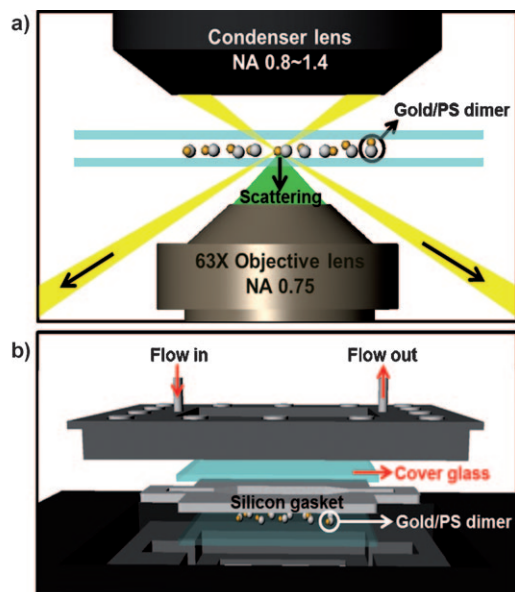 a)
Condenser lens
NA 0.8~1.4
Gold/PS dimer
Scattering
63X Objective lens
NA 0.75
b)
Flow in
Flow out
Cover glass
Silicon gasket
Gold/PS dimer